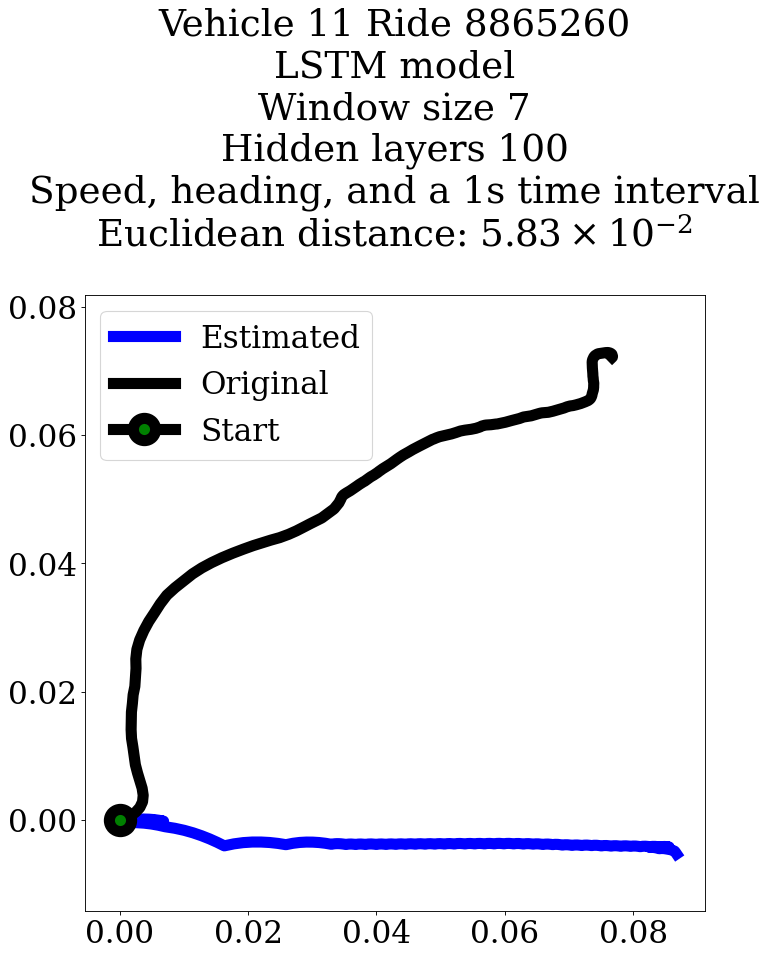 Vehicle 11 Ride 8865260
LSTM model
Window size 7
Hidden layers 100
Speed, heading, and a 1s time interval
Euclidean distance: 5.83 × 10⁻²
0.08
Estimated
Original
0.06
Start
0.04
0.02
0.00
0.00 0.02 0.04 0.06 0.08